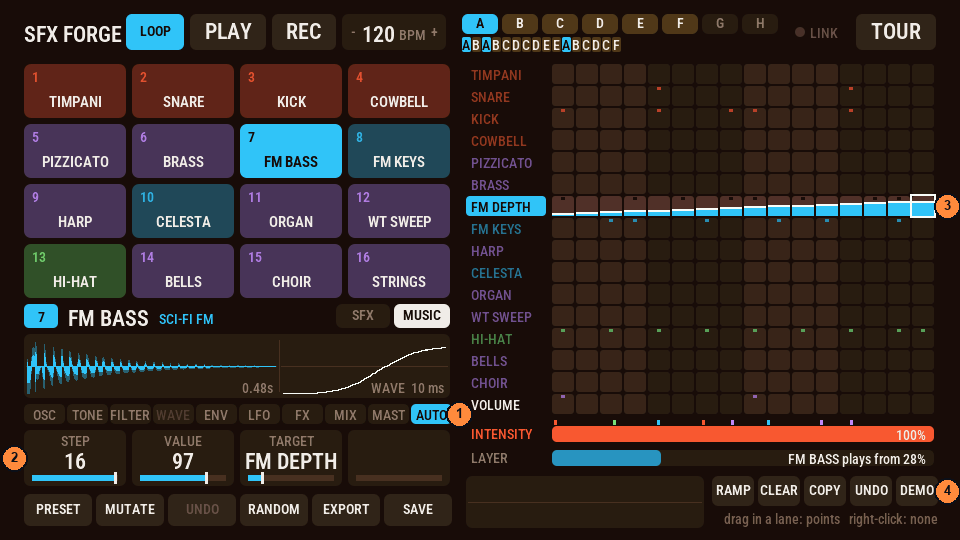 SFX FORGE LOOP PLAY REC - 120 BPM + A B C D E F G H LINK TOUR
ABABCDCDEEABCDCF
1 2 3 4
TIMPANI SNARE KICK COWBELL
5 6 7 8
PIZZICATO BRASS FM BASS FM KEYS
9 10 11 12
HARP CELESTA ORGAN WT SWEEP
13 14 15 16
HI-HAT BELLS CHOIR STRINGS
7 FM BASS SCI-FI FM SFX MUSIC
0.48s WAVE 10 ms
OSC TONE FILTER WAVE ENV LFO FX MIX MAST AUTO 1
2 STEP VALUE TARGET
16 97 FM DEPTH
PRESET MUTATE UNDO RANDOM EXPORT SAVE
TIMPANI
SNARE
KICK
COWBELL
PIZZICATO
BRASS
FM DEPTH 3
FM KEYS
HARP
CELESTA
ORGAN
WT SWEEP
HI-HAT
BELLS
CHOIR
VOLUME
INTENSITY 100%
LAYER FM BASS plays from 28%
RAMP CLEAR COPY UNDO DEMO 4
drag in a lane: points right-click: none